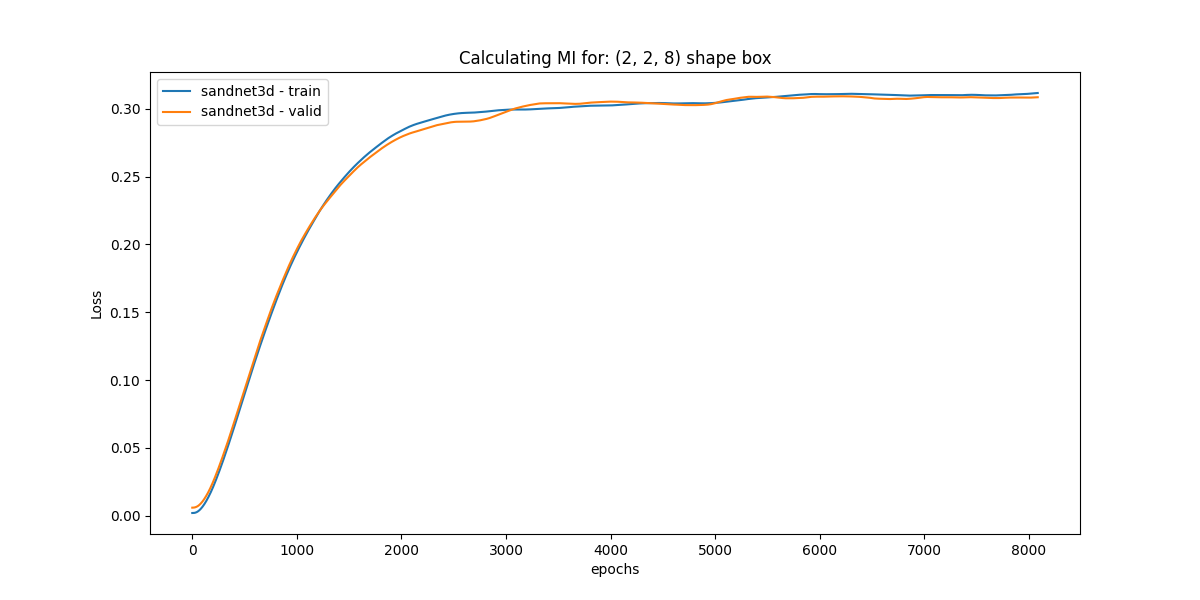 Calculating MI for: (2, 2, 8) shape box
sandnet3d - train
sandnet3d - valid
0.30
0.25
0.20
0.15
0.10
0.05
0.00
Loss
0 1000 2000 3000 4000 5000 6000 7000 8000
epochs